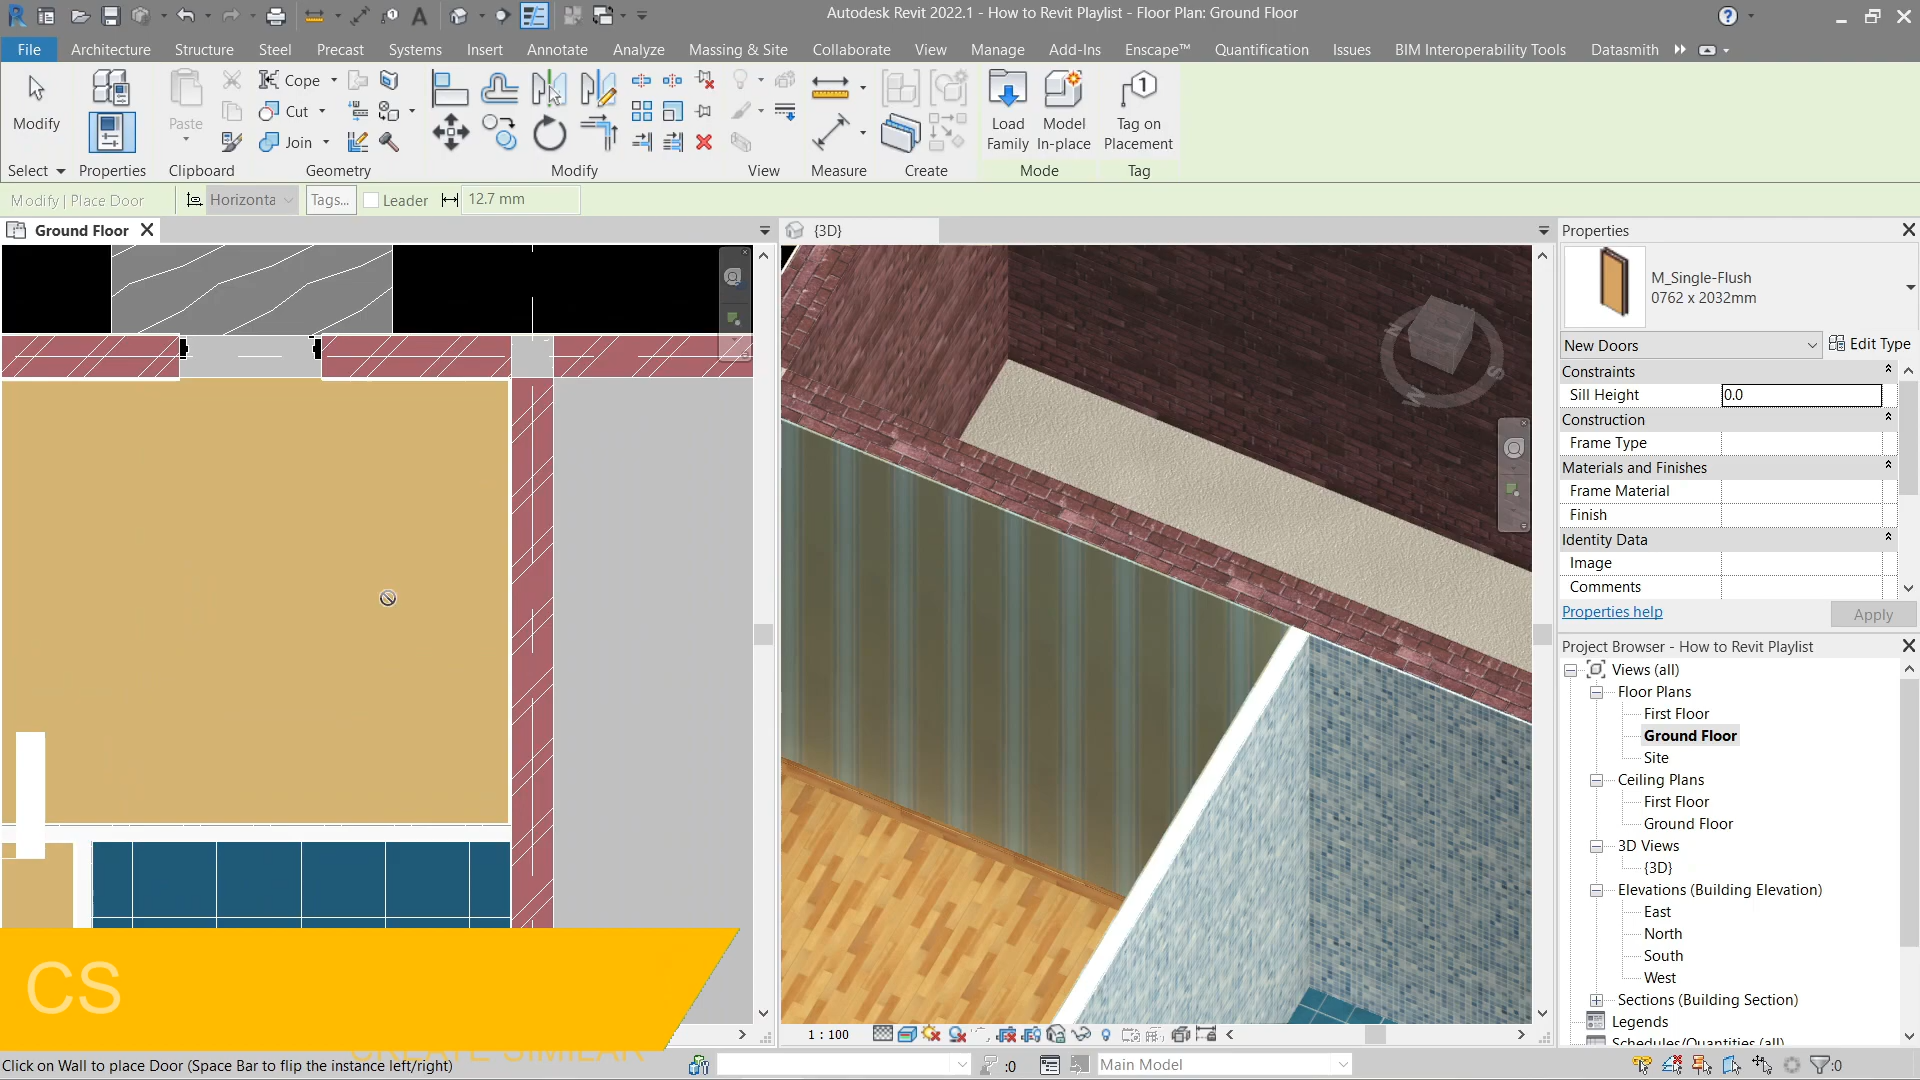 Autodesk Revit 2022.1 - How to Revit Playlist - Floor Plan: Ground Floor
File Architecture Structure Steel Precast Systems Insert Annotate Analyze Massing & Site Collaborate View Manage Add-Ins Enscape™ Quantification Issues BIM Interoperability Tools Datasmith
Modify
Paste
Cope
Cut
Join
Load
Family
Model
In-place
Tag on
Placement
Select Properties Clipboard Geometry Modify View Measure Create Mode Tag
Modify | Place Door Horizonta Tags... Leader 12.7 mm
Ground Floor
{3D}
Properties
M_Single-Flush
0762 x 2032mm
New Doors
Edit Type
Constraints
Sill Height 0.0
Construction
Frame Type
Materials and Finishes
Frame Material
Finish
Identity Data
Image
Comments
Properties help
Apply
Project Browser - How to Revit Playlist
Views (all)
Floor Plans
First Floor
Ground Floor
Site
Ceiling Plans
First Floor
Ground Floor
3D Views
{3D}
Elevations (Building Elevation)
East
North
South
West
Sections (Building Section)
Legends
Schedules/Quantities (all)
CS
CREATE SIMILAR
1 : 100
Click on Wall to place Door (Space Bar to flip the instance left/right)
:0
Main Model
:0